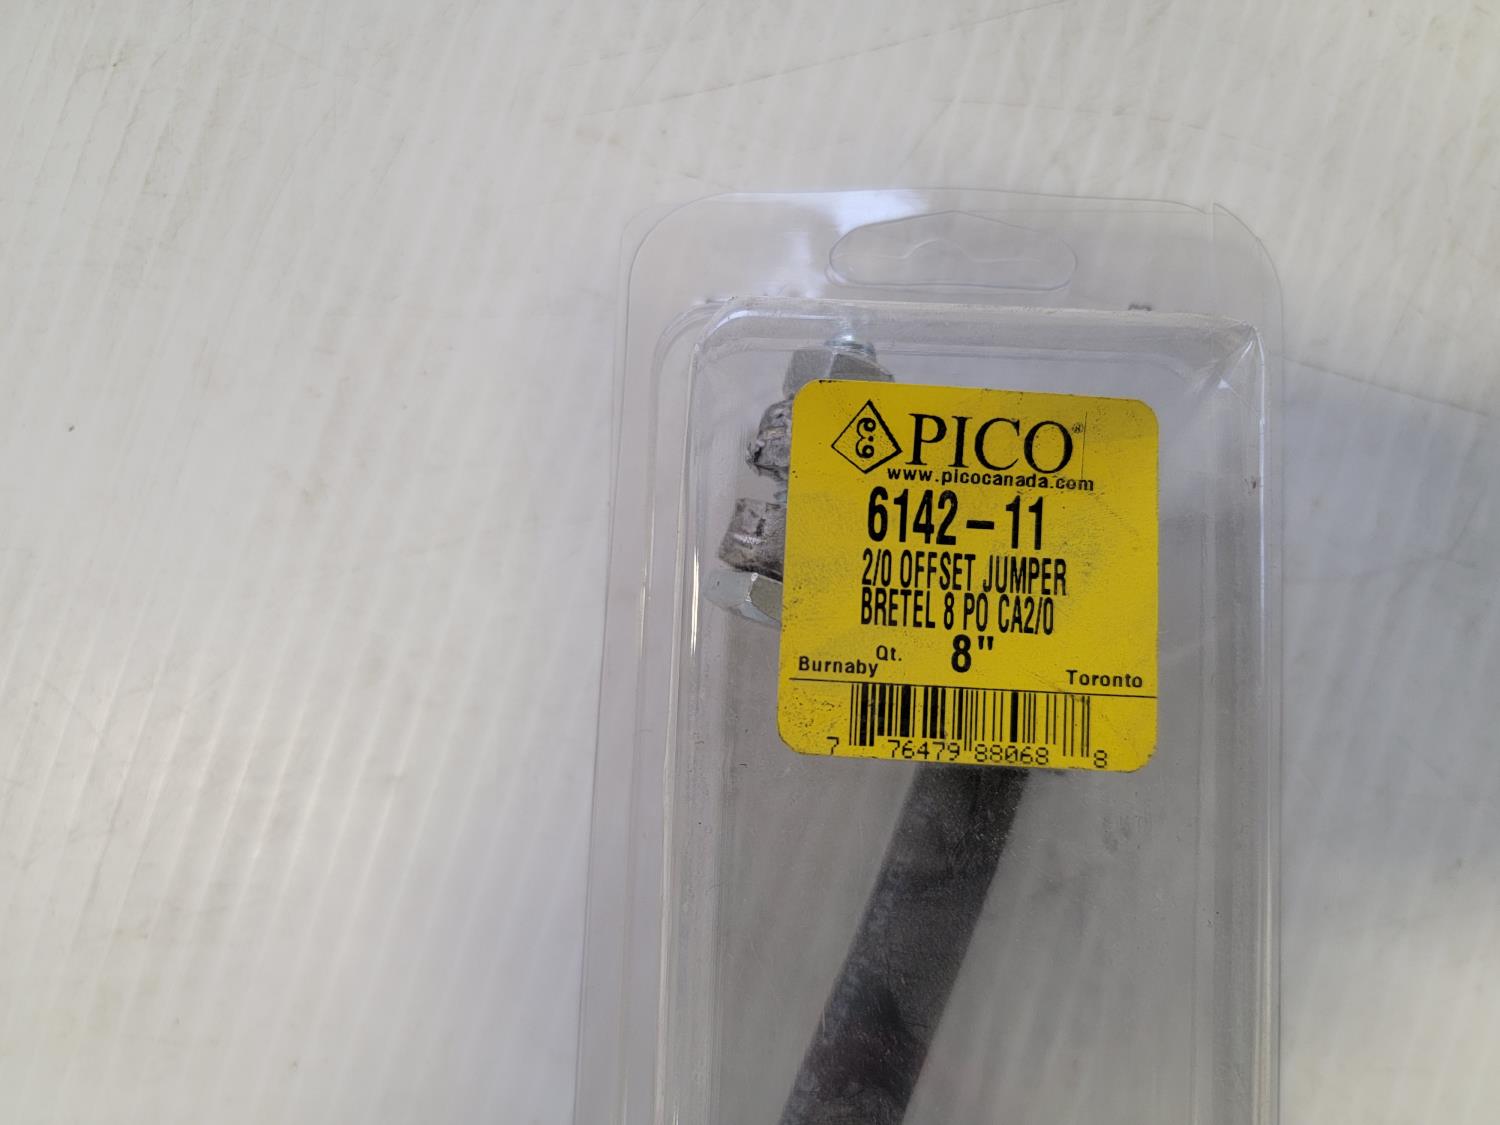 PICO®
www.picocanada.com
6142-11
2/0 OFFSET JUMPER
BRETEL 8 PO CA2/0
Qt. 8"
Burnaby Toronto
7 76479 88068 8